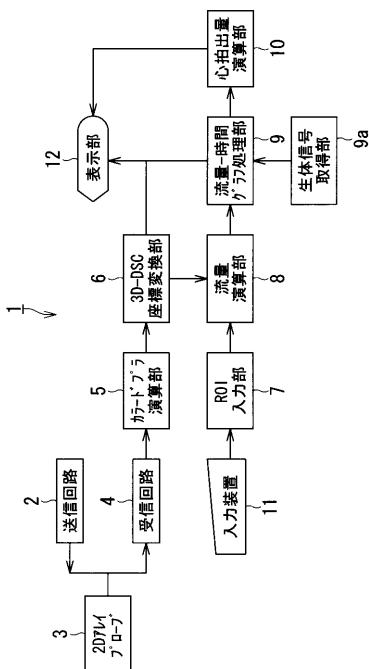 1
2
送信回路
3
2Dアレイ
プローブ
4
受信回路
5
カラードプラ
演算部
6
3D-DSC
座標変換部
12
表示部
11
入力装置
7
ROI
入力部
8
流量
演算部
9
流量-時間
グラフ処理部
10
心拍出量
演算部
9a
生体信号
取得部